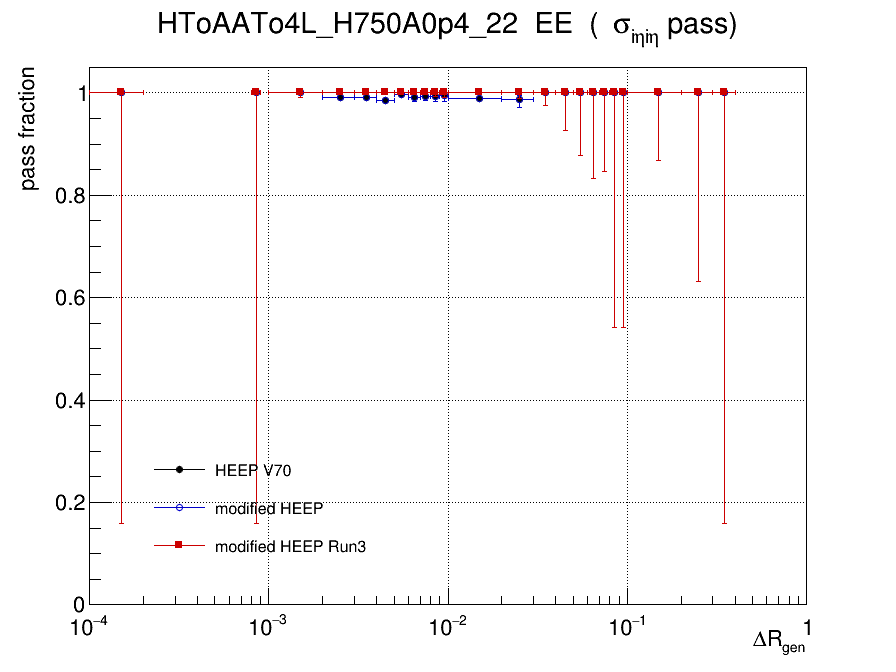 HToAATo4L_H750A0p4_22 EE ( σiηiη pass)
pass fraction
1
0.8
0.6
0.4
0.2
0
HEEP V70
modified HEEP
modified HEEP Run3
10−4 10−3 10−2 10−1 1
ΔRgen